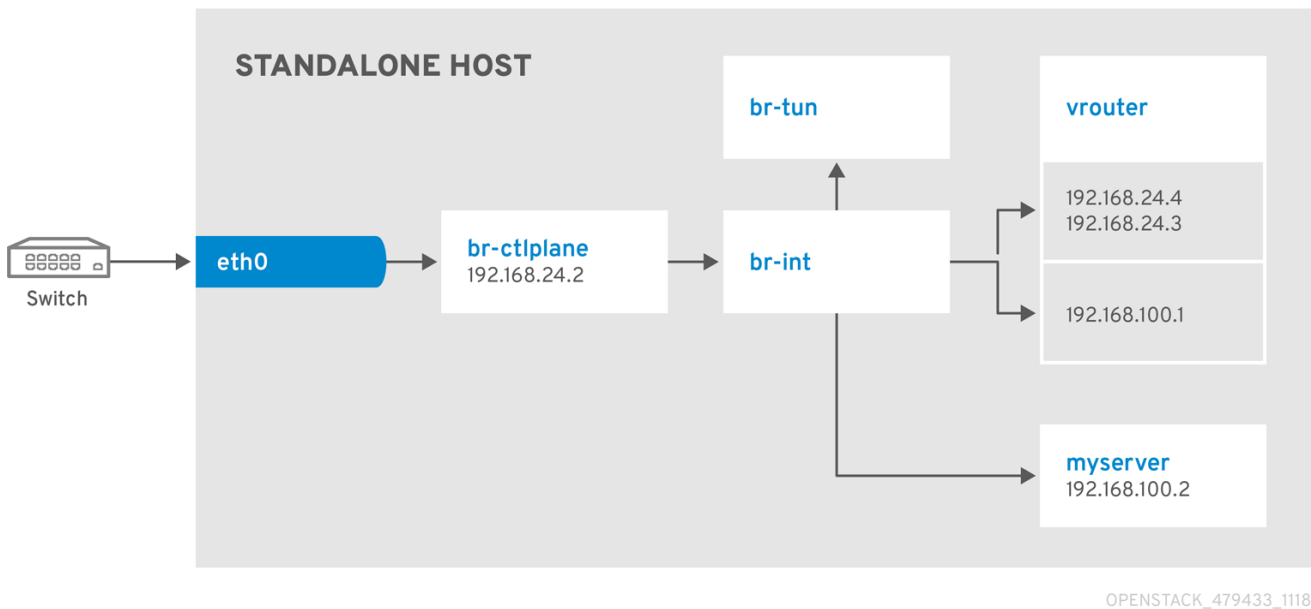 STANDALONE HOST
br-tun
vrouter
192.168.24.4
192.168.24.3
Switch
eth0
br-ctlplane
192.168.24.2
br-int
192.168.100.1
myserver
192.168.100.2
OPENSTACK_479433_1118